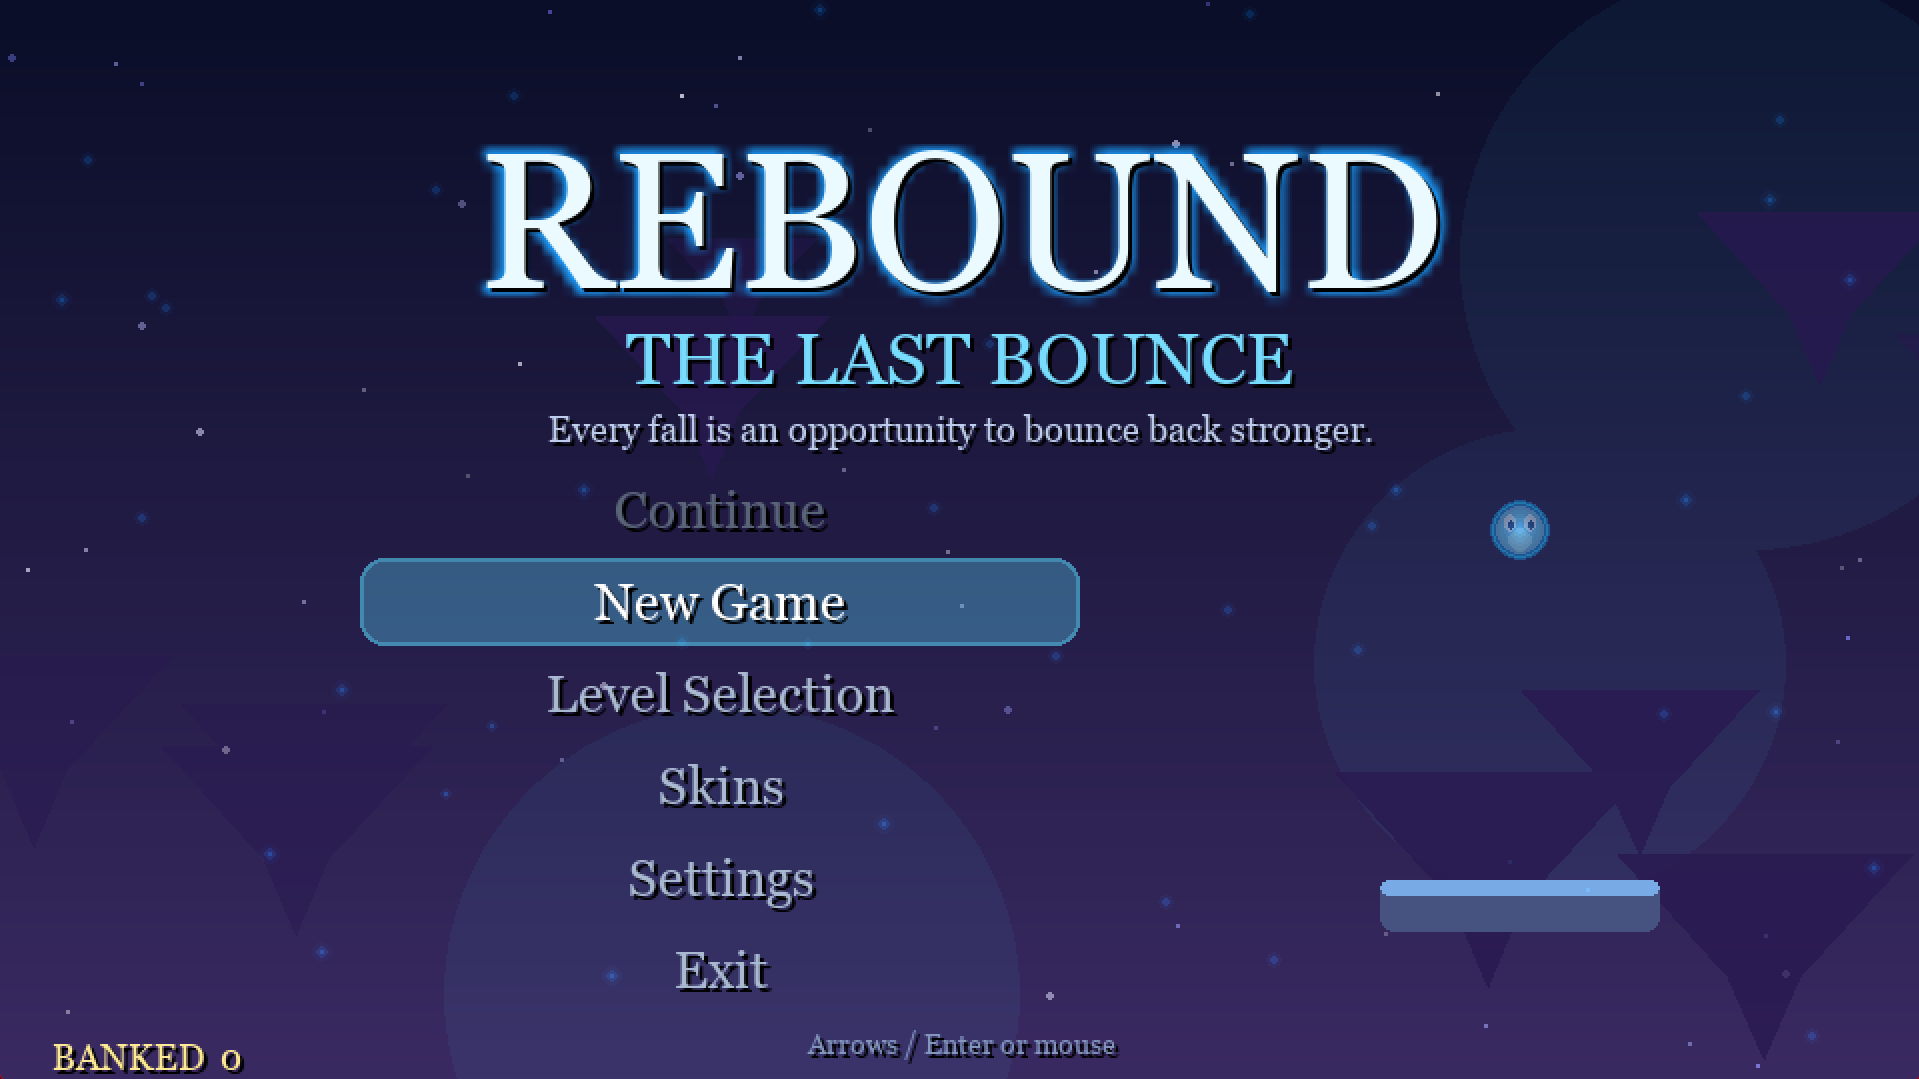 REBOUND
THE LAST BOUNCE
Every fall is an opportunity to bounce back stronger.
Continue
New Game
Level Selection
Skins
Settings
Exit
Arrows / Enter or mouse
BANKED 0